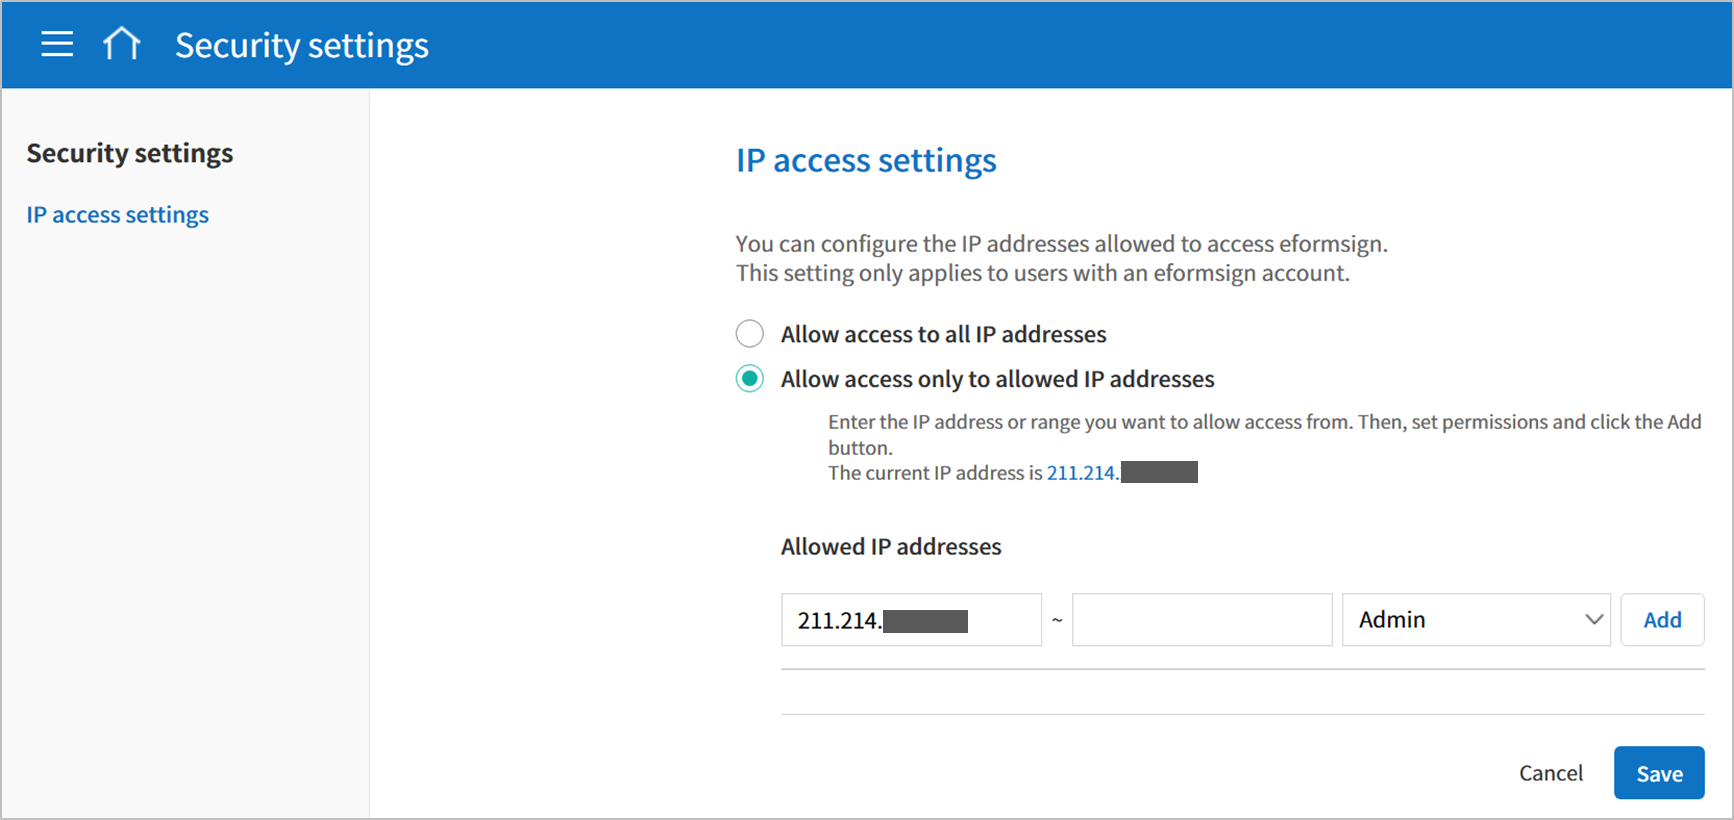 Security settings
Security settings
IP access settings
IP access settings
You can configure the IP addresses allowed to access eformsign.
This setting only applies to users with an eformsign account.
Allow access to all IP addresses
Allow access only to allowed IP addresses
Enter the IP address or range you want to allow access from. Then, set permissions and click the Add
button.
The current IP address is 211.214.
Allowed IP addresses
211.214. ~ Admin Add
Cancel Save